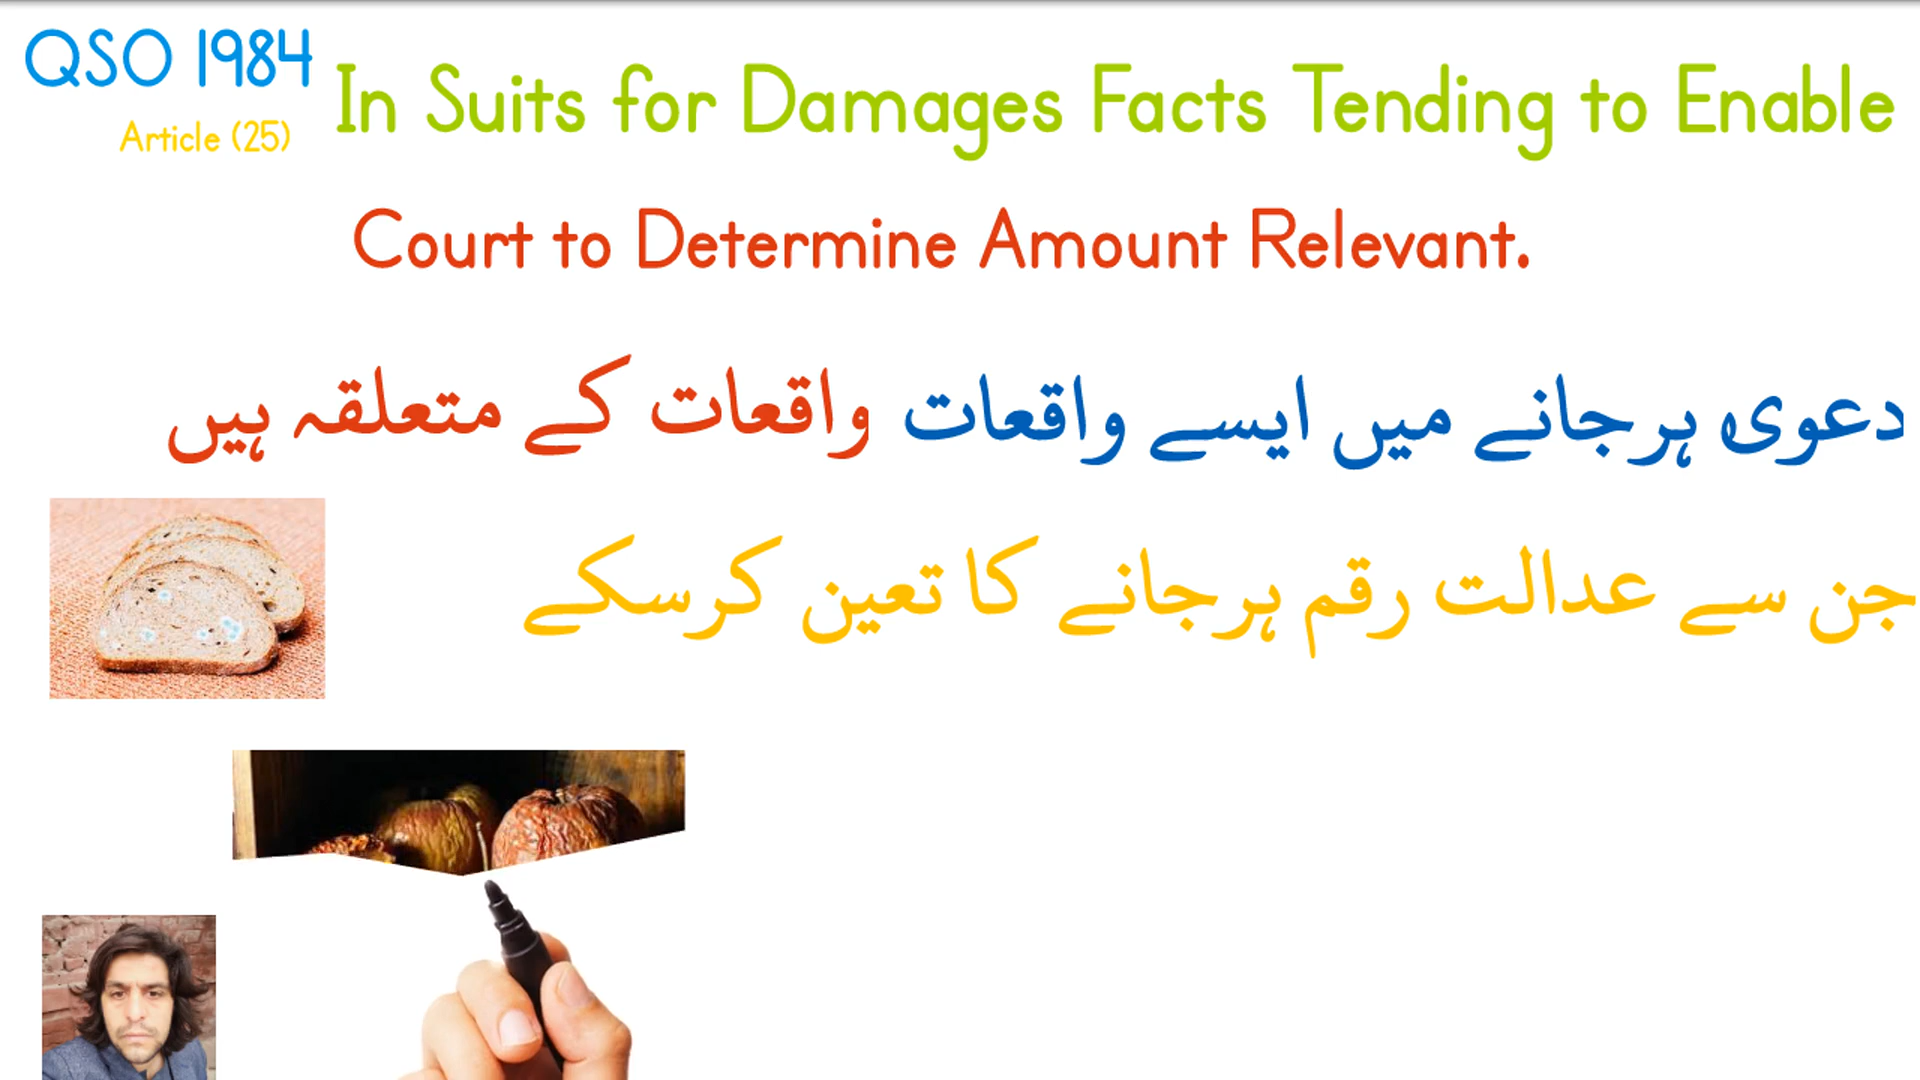 QSO 1984
Article (25)
In Suits for Damages Facts Tending to Enable
Court to Determine Amount Relevant.
دعوی ہرجانے میں ایسے واقعات واقعات کے متعلقہ ہیں
جن سے عدالت رقم ہرجانے کا تعین کرسکے